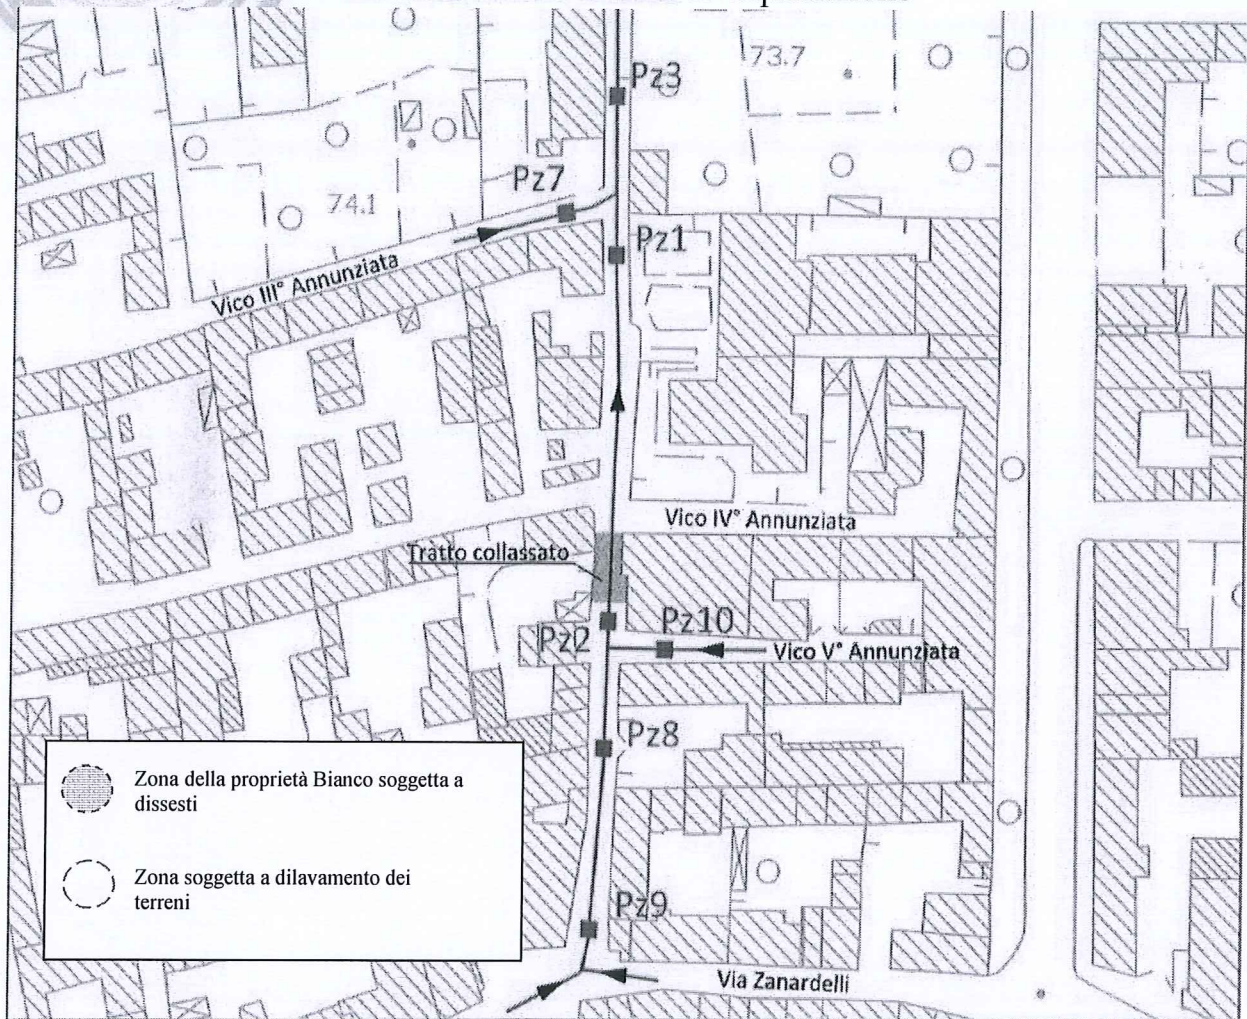 73.7
Pz3
Pz7
74.1
Pz1
Vico III° Annunziata
Vico IV° Annunziata
Tratto collassato
Pz10
Pz2
Vico V° Annunziata
Pz8
Zona della proprietà Bianco soggetta a
dissesti
Zona soggetta a dilavamento dei
terreni
Pz9
Via Zanardelli